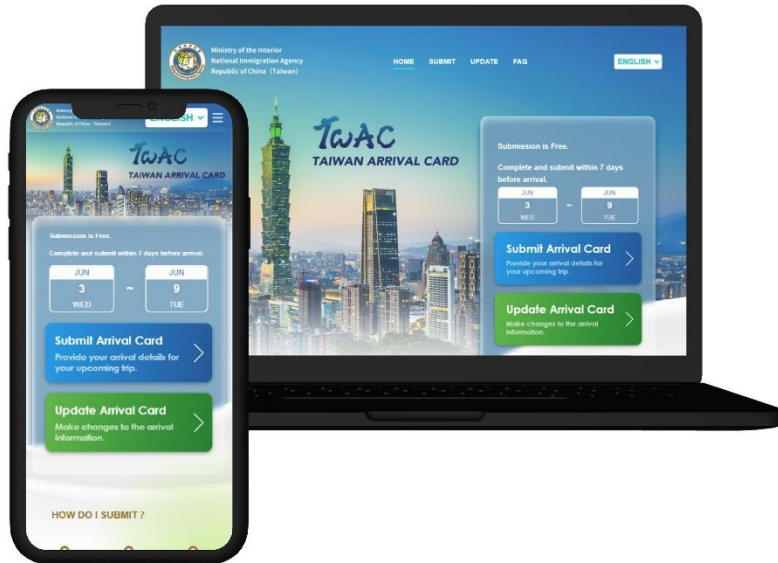 Ministry of the Interior
National Immigration Agency
Republic of China (Taiwan)
HOME SUBMIT UPDATE FAQ
ENGLISH
TWAC
TAIWAN ARRIVAL CARD
Submission is Free.
Complete and submit within 7 days
before arrival.
JUN
3
WED
~
JUN
9
TUE
Submit Arrival Card
Provide your arrival details for
your upcoming trip.
Update Arrival Card
Make changes to the arrival
information.
Republic of China (Taiwan)
ENGLISH
TWAC
TAIWAN ARRIVAL CARD
Submission is Free.
Complete and submit within 7 days before arrival.
JUN
3
WED
~
JUN
9
TUE
Submit Arrival Card
Provide your arrival details for
your upcoming trip.
Update Arrival Card
Make changes to the arrival
information.
HOW DO I SUBMIT ?